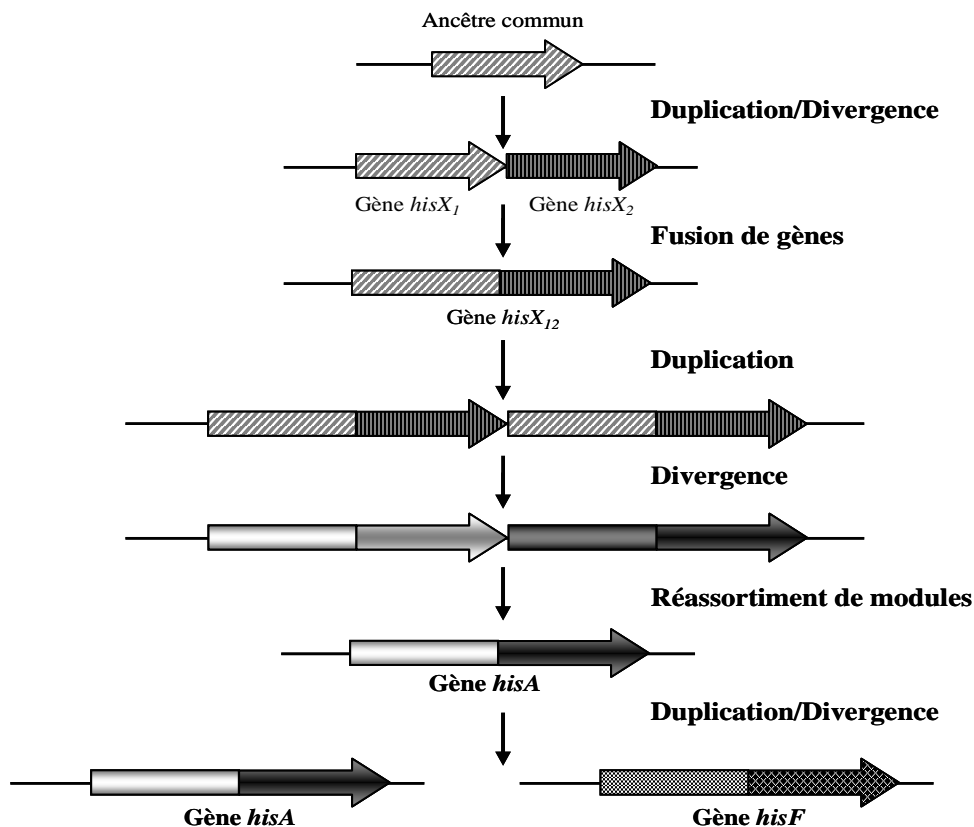 Ancêtre commun
Duplication/Divergence
Gène hisX1
Gène hisX2
Fusion de gènes
Gène hisX12
Duplication
Divergence
Réassortiment de modules
Gène hisA
Duplication/Divergence
Gène hisA
Gène hisF